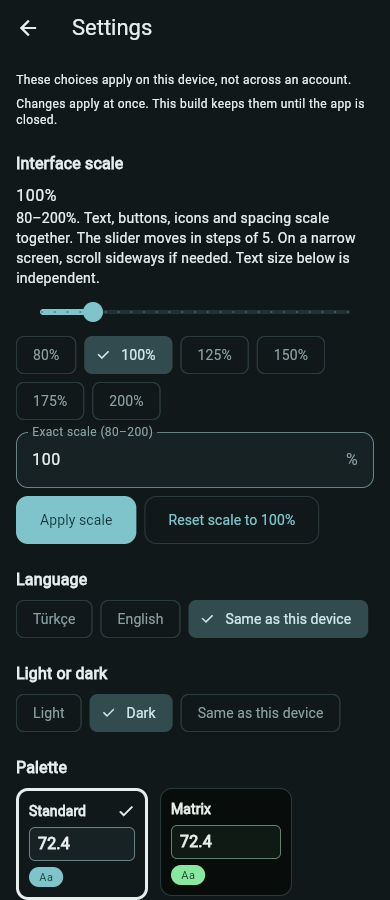 Settings
These choices apply on this device, not across an account.
Changes apply at once. This build keeps them until the app is
closed.
Interface scale
100%
80–200%. Text, buttons, icons and spacing scale
together. The slider moves in steps of 5. On a narrow
screen, scroll sideways if needed. Text size below is
independent.
80% 100% 125% 150%
175% 200%
Exact scale (80–200)
100 %
Apply scale Reset scale to 100%
Language
Türkçe English Same as this device
Light or dark
Light Dark Same as this device
Palette
Standard Matrix
72.4 72.4
Aa Aa